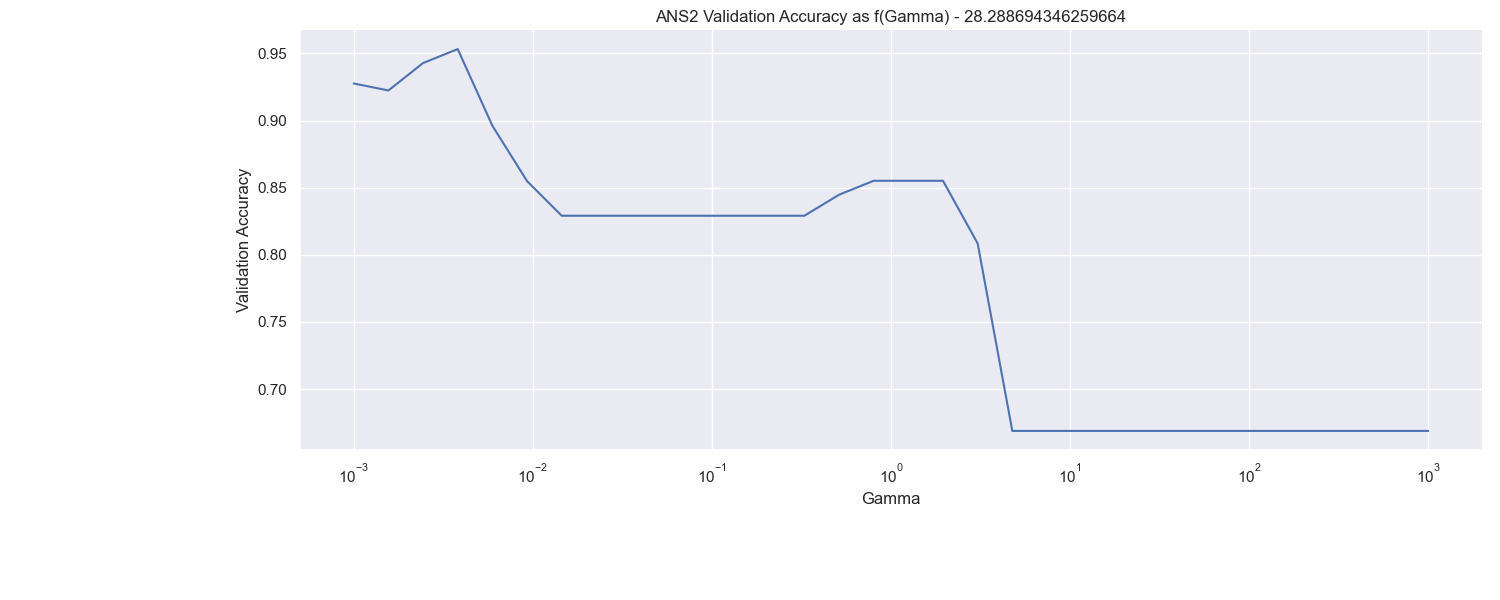 ANS2 Validation Accuracy as f(Gamma) - 28.288694346259664
0.95
0.90
0.85
0.80
0.75
0.70
Validation Accuracy
10⁻³ 10⁻² 10⁻¹ 10⁰ 10¹ 10² 10³
Gamma